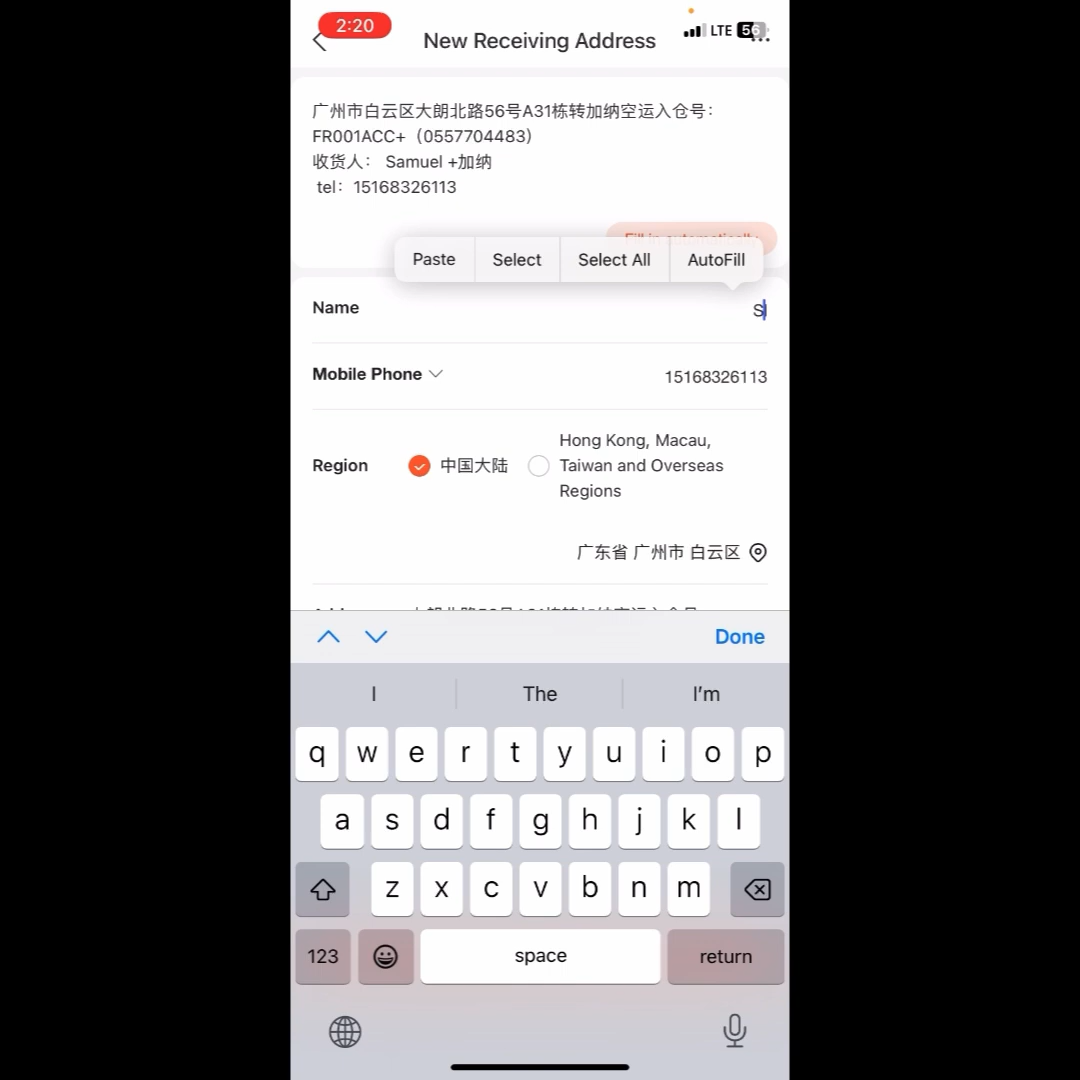 2:20
LTE 56
New Receiving Address
广州市白云区大朗北路56号A31栋转加纳空运入仓号：
FR001ACC+（0557704483）
收货人： Samuel +加纳
tel：15168326113
Fill in automatically
Paste Select Select All AutoFill
Name S
Mobile Phone 15168326113
Region 中国大陆 Hong Kong, Macau,
Taiwan and Overseas
Regions
广东省 广州市 白云区
Done
I The I'm
q w e r t y u i o p
a s d f g h j k l
z x c v b n m
123 space return